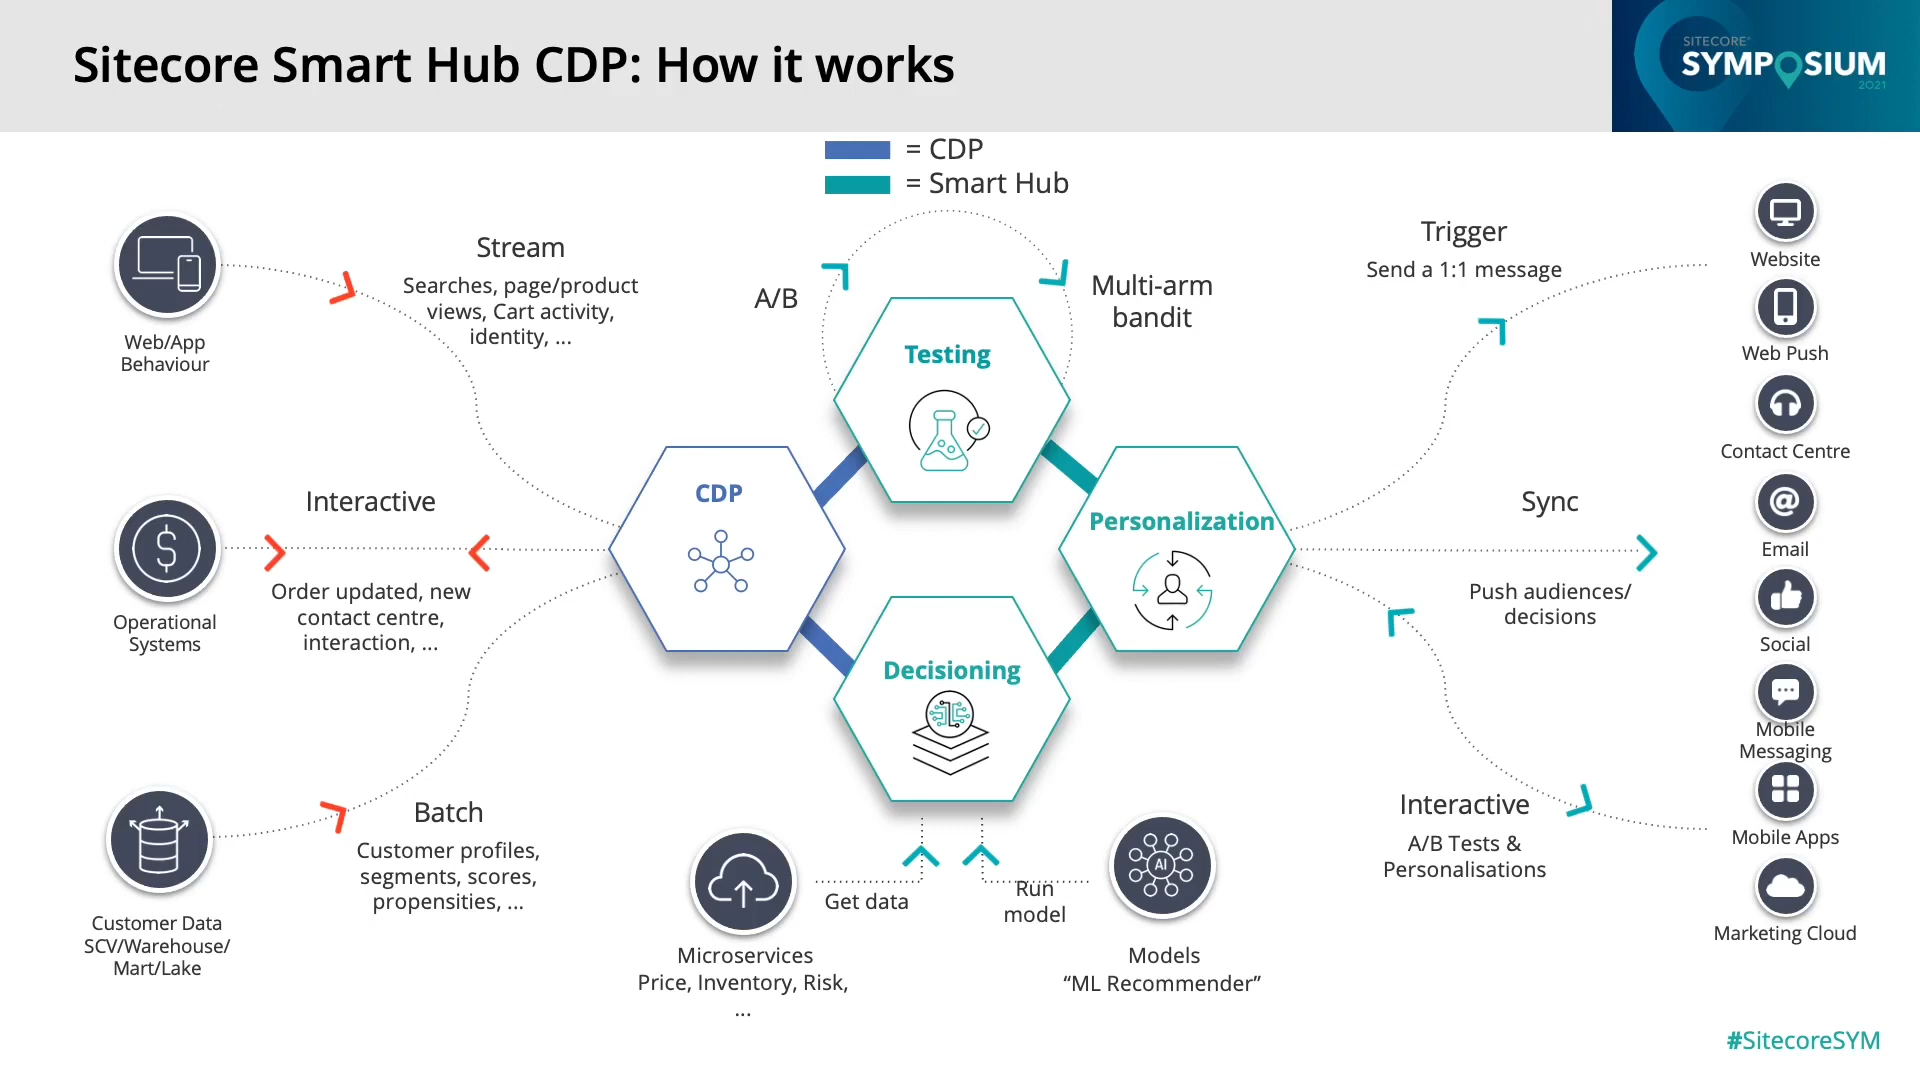 Sitecore Smart Hub CDP: How it works
SITECORE®
SYMPOSIUM
2021
= CDP
= Smart Hub
Web/App
Behaviour
Stream
Searches, page/product
views, Cart activity,
identity, ...
A/B
Multi-arm
bandit
Testing
CDP
Personalization
Decisioning
Operational
Systems
Interactive
Order updated, new
contact centre,
interaction, ...
Customer Data
SCV/Warehouse/
Mart/Lake
Batch
Customer profiles,
segments, scores,
propensities, ...
Microservices
Price, Inventory, Risk,
...
Get data
Run
model
AI
Models
“ML Recommender”
Trigger
Send a 1:1 message
Sync
Push audiences/
decisions
Interactive
A/B Tests &
Personalisations
Website
Web Push
Contact Centre
@
Email
Social
Mobile
Messaging
Mobile Apps
Marketing Cloud
#SitecoreSYM